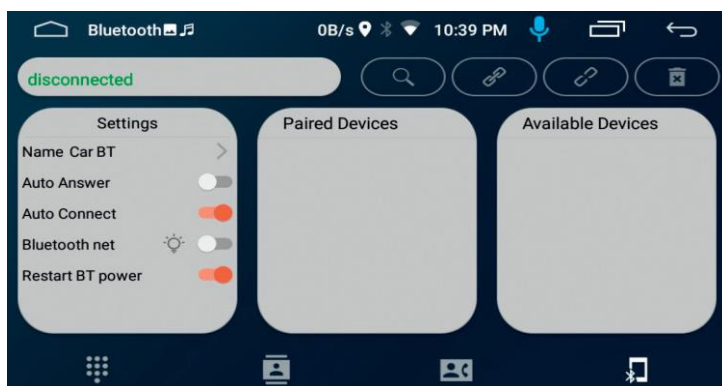 Bluetooth 0B/s 10:39 PM
disconnected
Settings
Name Car BT
Auto Answer
Auto Connect
Bluetooth net
Restart BT power
Paired Devices
Available Devices